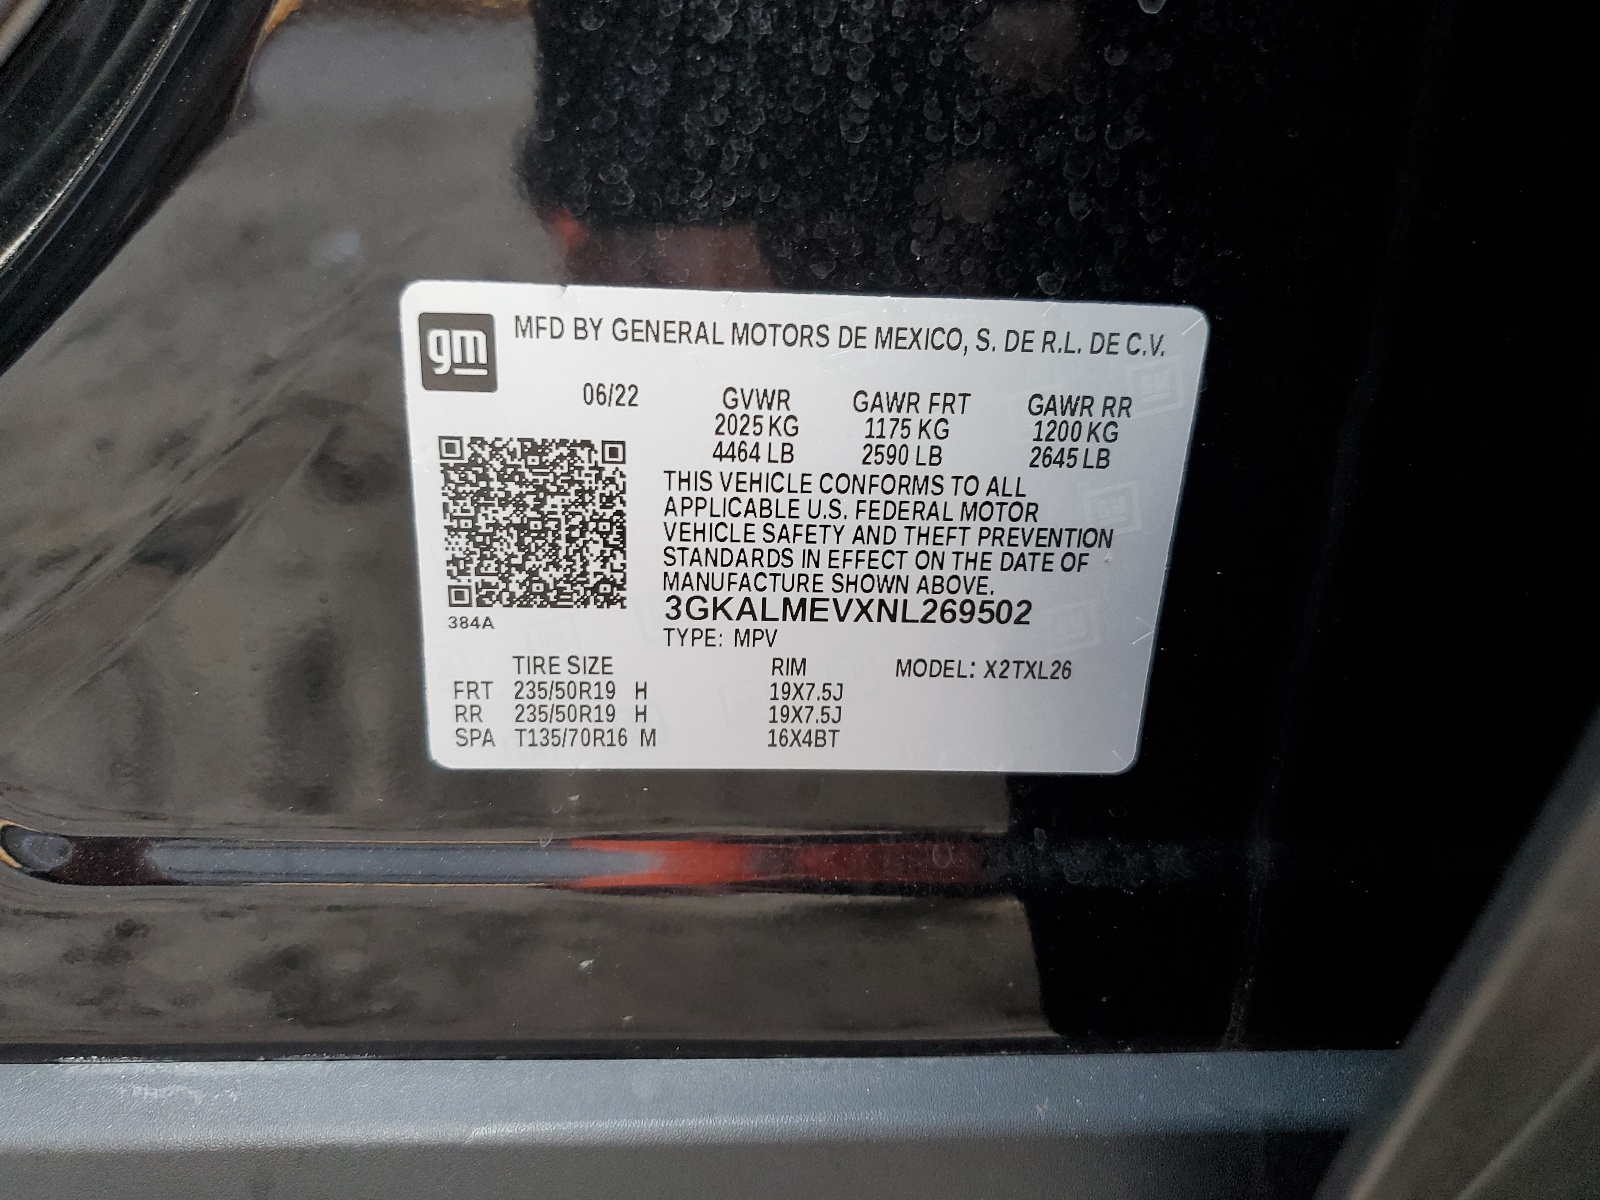 gm MFD BY GENERAL MOTORS DE MEXICO, S. DE R.L. DE C.V.
06/22 GVWR GAWR FRT GAWR RR
2025 KG 1175 KG 1200 KG
4464 LB 2590 LB 2645 LB
THIS VEHICLE CONFORMS TO ALL
APPLICABLE U.S. FEDERAL MOTOR
VEHICLE SAFETY AND THEFT PREVENTION
STANDARDS IN EFFECT ON THE DATE OF
MANUFACTURE SHOWN ABOVE.
3GKALMEVXNL269502
384A
TYPE: MPV
TIRE SIZE RIM MODEL: X2TXL26
FRT 235/50R19 H 19X7.5J
RR 235/50R19 H 19X7.5J
SPA T135/70R16 M 16X4BT